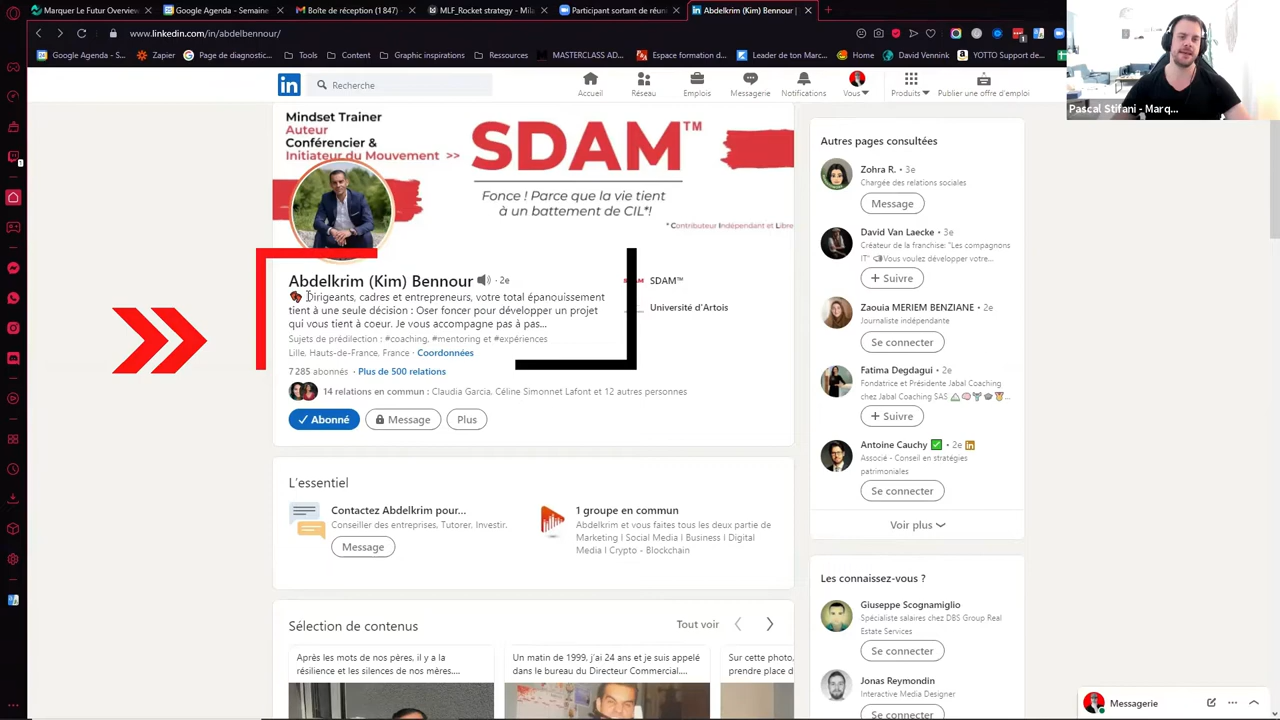 Marquer Le Futur Overview
Google Agenda - Semaine
Boîte de réception (1 847)
MLF_Rocket strategy - Milan
Participant sortant de réuni
Abdelkrim (Kim) Bennour |
www.linkedin.com/in/abdelbennour/
Google Agenda - S...
Zapier
Page de diagnostic...
Tools
Content
Graphic inspirations
Ressources
MASTERCLASS AD...
Espace formation d...
Leader de ton Marc...
David Vennink
YOTTO Support de...
Pascal Stifani - Marq...
Recherche
Accueil
Réseau
Emplois
Messagerie
Notifications
Vous
Produits
Publier une offre d'emploi
Mindset Trainer
Auteur
Conférencier &
Initiateur du Mouvement >>
SDAM™
Fonce ! Parce que la vie tient
à un battement de CIL*!
* Contributeur Indépendant et Libre
Abdelkrim (Kim) Bennour · 2e
Dirigeants, cadres et entrepreneurs, votre total épanouissement
tient à une seule décision : Oser foncer pour développer un projet
qui vous tient à coeur. Je vous accompagne pas à pas...
Sujets de prédilection : #coaching, #mentoring et #expériences
Lille, Hauts-de-France, France · Coordonnées
7 285 abonnés · Plus de 500 relations
14 relations en commun : Claudia Garcia, Céline Simonnet Lafont et 12 autres personnes
Abonné
Message
Plus
SDAM™
Université d'Artois
L'essentiel
Contactez Abdelkrim pour...
Conseiller des entreprises, Tutorer, Investir.
Message
1 groupe en commun
Abdelkrim et vous faites tous les deux partie de
Marketing I Social Media I Business I Digital
Media I Crypto - Blockchain
Sélection de contenus
Tout voir
Après les mots de nos pères, il y a la
résilience et les silences de nos mères....
Un matin de 1999, j'ai 24 ans et je suis appelé
dans le bureau du Directeur Commercial....
Sur cette photo,
prendre place d
Autres pages consultées
Zohra R. • 3e
Chargée des relations sociales
Message
David Van Laecke • 3e
Créateur de la franchise: "Les compagnons
IT" Vous voulez développer votre...
+ Suivre
Zaouia MERIEM BENZIANE • 2e
Journaliste indépendante
Se connecter
Fatima Degdagui • 2e
Fondatrice et Présidente Jabal Coaching
chez Jabal Coaching SAS
+ Suivre
Antoine Cauchy • 2e
Associé - Conseil en stratégies
patrimoniales
Se connecter
Voir plus
Les connaissez-vous ?
Giuseppe Scognamiglio
Spécialiste salaires chez DBS Group Real
Estate Services
Se connecter
Jonas Reymondin
Interactive Media Designer
Se connecter
Messagerie